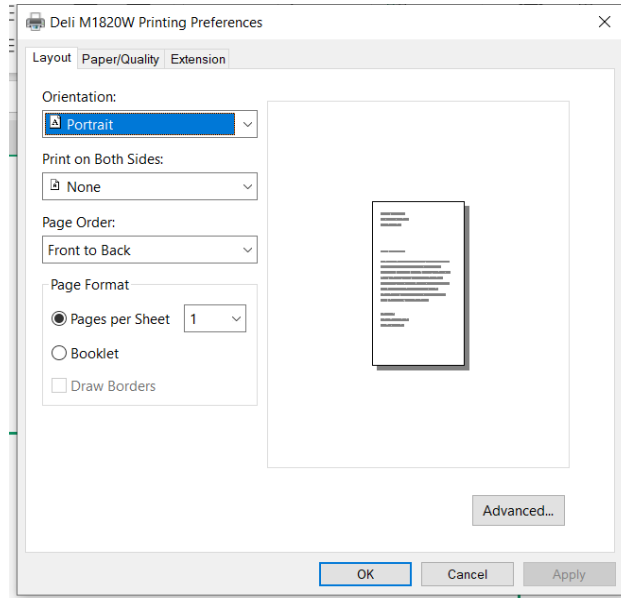 Deli M1820W Printing Preferences
Layout Paper/Quality Extension
Orientation:
Portrait
Print on Both Sides:
None
Page Order:
Front to Back
Page Format
Pages per Sheet 1
Booklet
Draw Borders
Advanced...
OK Cancel Apply